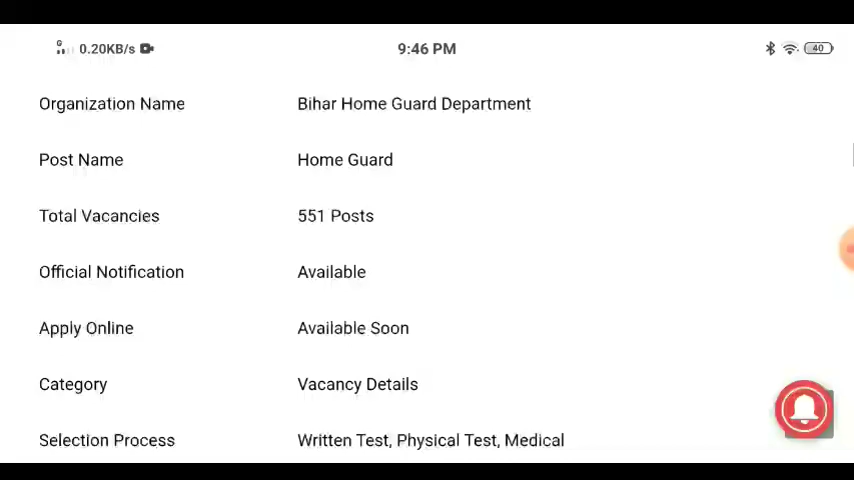 0.20KB/s 9:46 PM 40
Organization Name Bihar Home Guard Department
Post Name Home Guard
Total Vacancies 551 Posts
Official Notification Available
Apply Online Available Soon
Category Vacancy Details
Selection Process Written Test, Physical Test, Medical